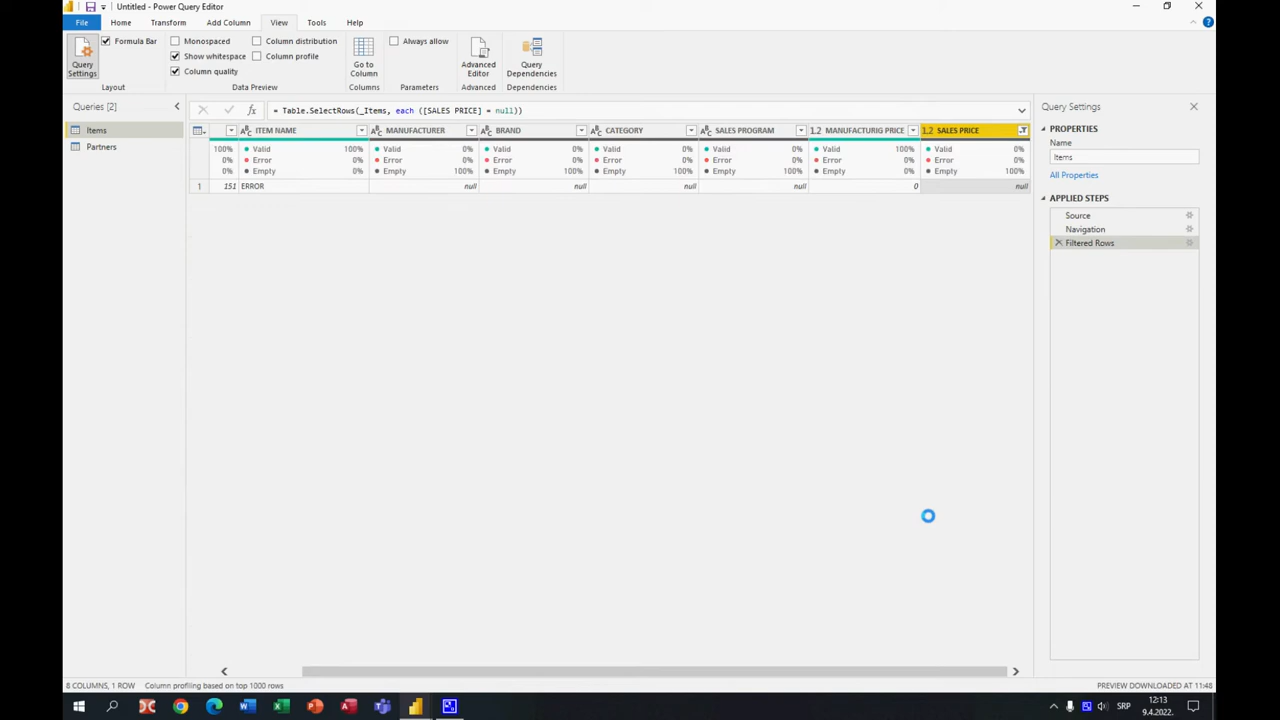 Untitled - Power Query Editor
File Home Transform Add Column View Tools Help
Query Settings
Formula Bar
Monospaced
Show whitespace
Column quality
Column distribution
Column profile
Go to Column
Always allow
Advanced Editor
Query Dependencies
Layout Data Preview Columns Parameters Advanced Dependencies
Queries [2]
Items
Partners
= Table.SelectRows(_Items, each ([SALES PRICE] = null))
ITEM NAME MANUFACTURER BRAND CATEGORY SALES PROGRAM 1.2 MANUFACTURIG PRICE 1.2 SALES PRICE
100% Valid 100% Valid 0% Valid 0% Valid 0% Valid 0% Valid 100% Valid 0%
0% Error 0% Error 0% Error 0% Error 0% Error 0% Error 0% Error 0%
0% Empty 0% Empty 100% Empty 100% Empty 100% Empty 100% Empty 0% Empty 100%
1 151 ERROR null null null null 0 null
Query Settings
PROPERTIES
Name
Items
All Properties
APPLIED STEPS
Source
Navigation
Filtered Rows
8 COLUMNS, 1 ROW Column profiling based on top 1000 rows PREVIEW DOWNLOADED AT 11:48
SRP
12:13
9.4.2022.